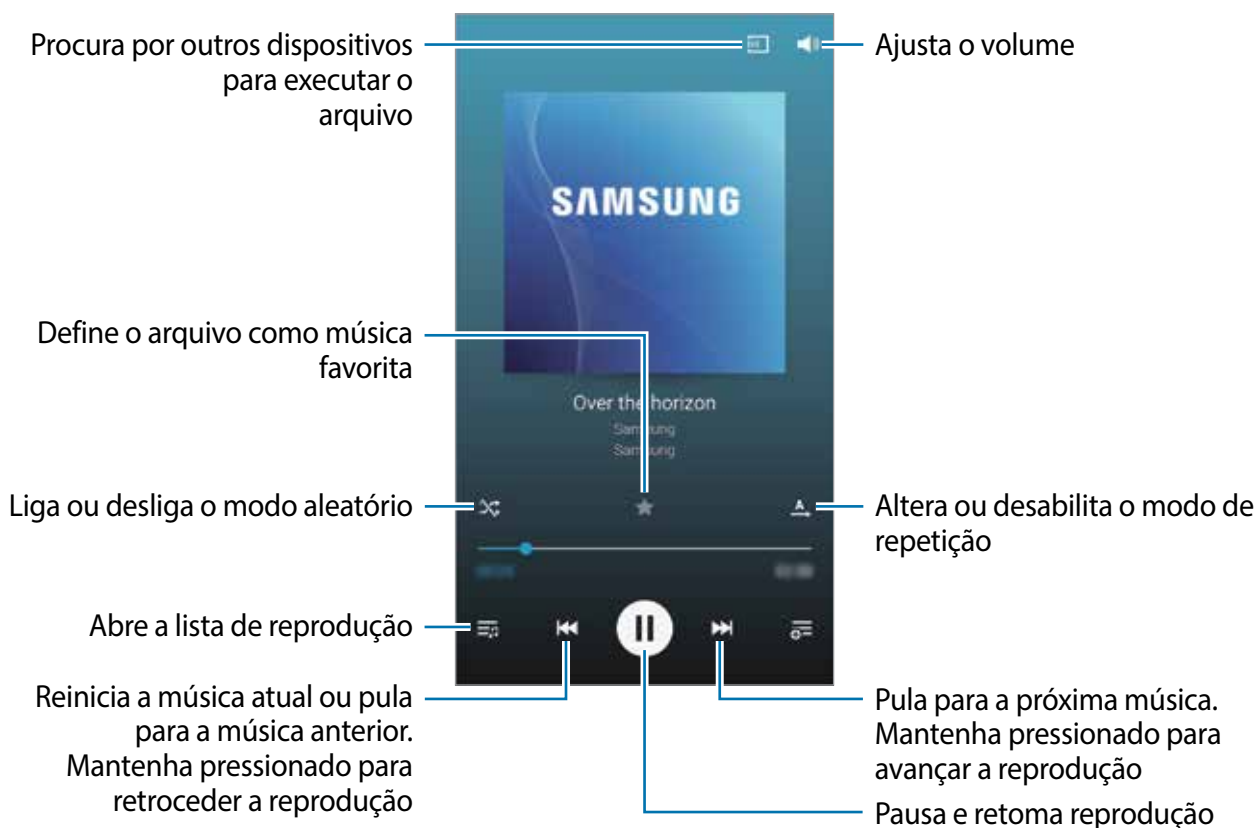 Procura por outros dispositivos
para executar o
arquivo
Ajusta o volume
SAMSUNG
Define o arquivo como música
favorita
Over the horizon
Samsung
Samsung
Liga ou desliga o modo aleatório
A
Altera ou desabilita o modo de
repetição
Abre a lista de reprodução
Reinicia a música atual ou pula
para a música anterior.
Mantenha pressionado para
retroceder a reprodução
Pula para a próxima música.
Mantenha pressionado para
avançar a reprodução
Pausa e retoma reprodução